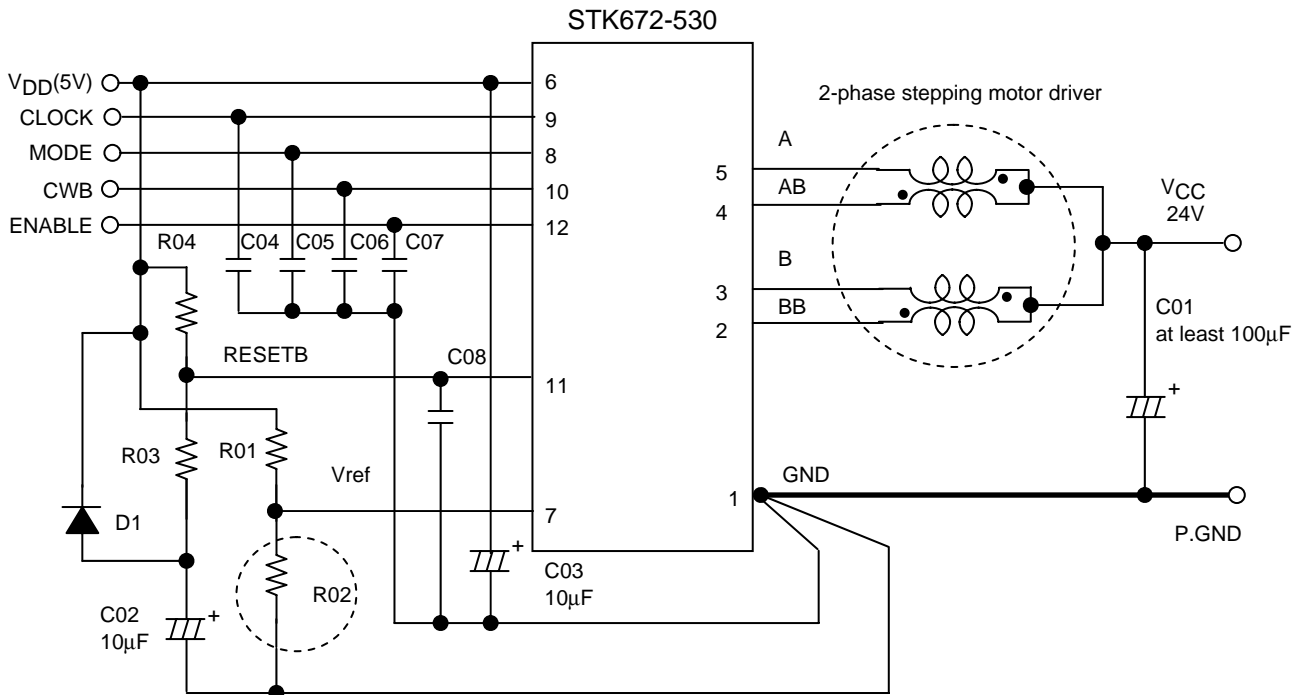 STK672-530
VDD(5V)
CLOCK
MODE
CWB
ENABLE
6
9
8
10
12
2-phase stepping motor driver
A
5
AB
4
B
3
BB
2
VCC
24V
C01
at least 100μF
+
R04
C04
C05
C06
C07
RESETB
C08
11
R03
R01
Vref
7
D1
R02
C02
10μF
+
C03
10μF
+
GND
1
P.GND